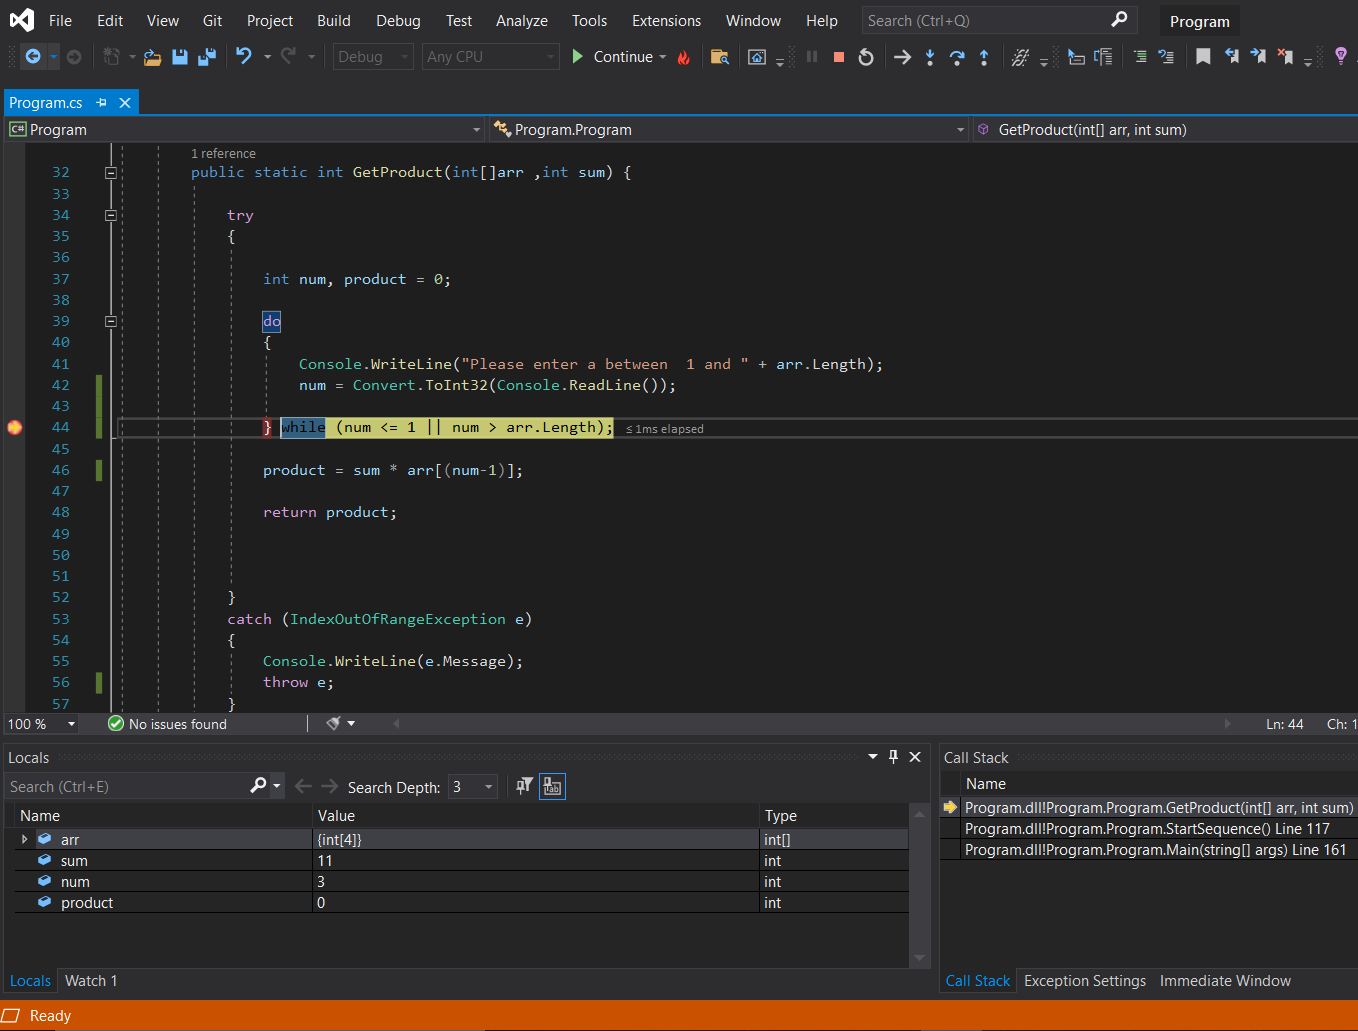 File Edit View Git Project Build Debug Test Analyze Tools Extensions Window Help Search (Ctrl+Q) Program
Debug Any CPU Continue
Program.cs
C# Program Program.Program GetProduct(int[] arr, int sum)
1 reference
32 public static int GetProduct(int[]arr ,int sum) {
33
34 try
35 {
36
37 int num, product = 0;
38
39 do
40 {
41 Console.WriteLine("Please enter a between  1 and " + arr.Length);
42 num = Convert.ToInt32(Console.ReadLine());
43
44 } while (num <= 1 || num > arr.Length); ≤ 1ms elapsed
45
46 product = sum * arr[(num-1)];
47
48 return product;
49
50
51
52 }
53 catch (IndexOutOfRangeException e)
54 {
55 Console.WriteLine(e.Message);
56 throw e;
57 }
100 % No issues found Ln: 44 Ch: 1
Locals
Search (Ctrl+E) Search Depth: 3
Name Value Type
arr {int[4]} int[]
sum 11 int
num 3 int
product 0 int
Locals Watch 1
Call Stack
Name
Program.dll!Program.Program.GetProduct(int[] arr, int sum)
Program.dll!Program.Program.StartSequence() Line 117
Program.dll!Program.Program.Main(string[] args) Line 161
Call Stack Exception Settings Immediate Window
Ready